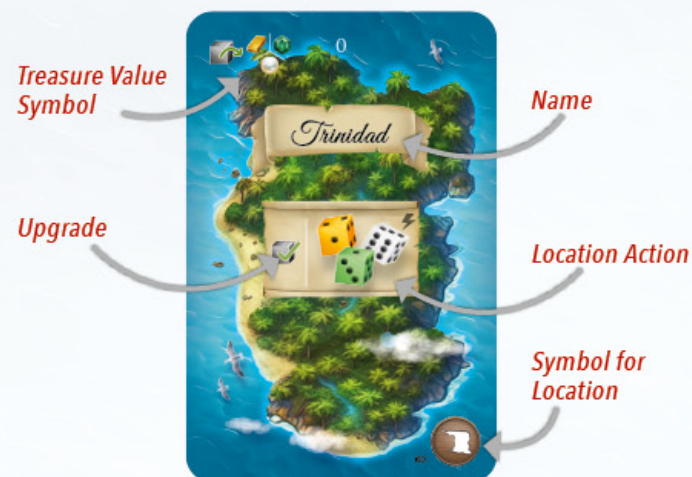 0
Treasure Value
Symbol
Name
Trinidad
Upgrade
Location Action
Symbol for
Location